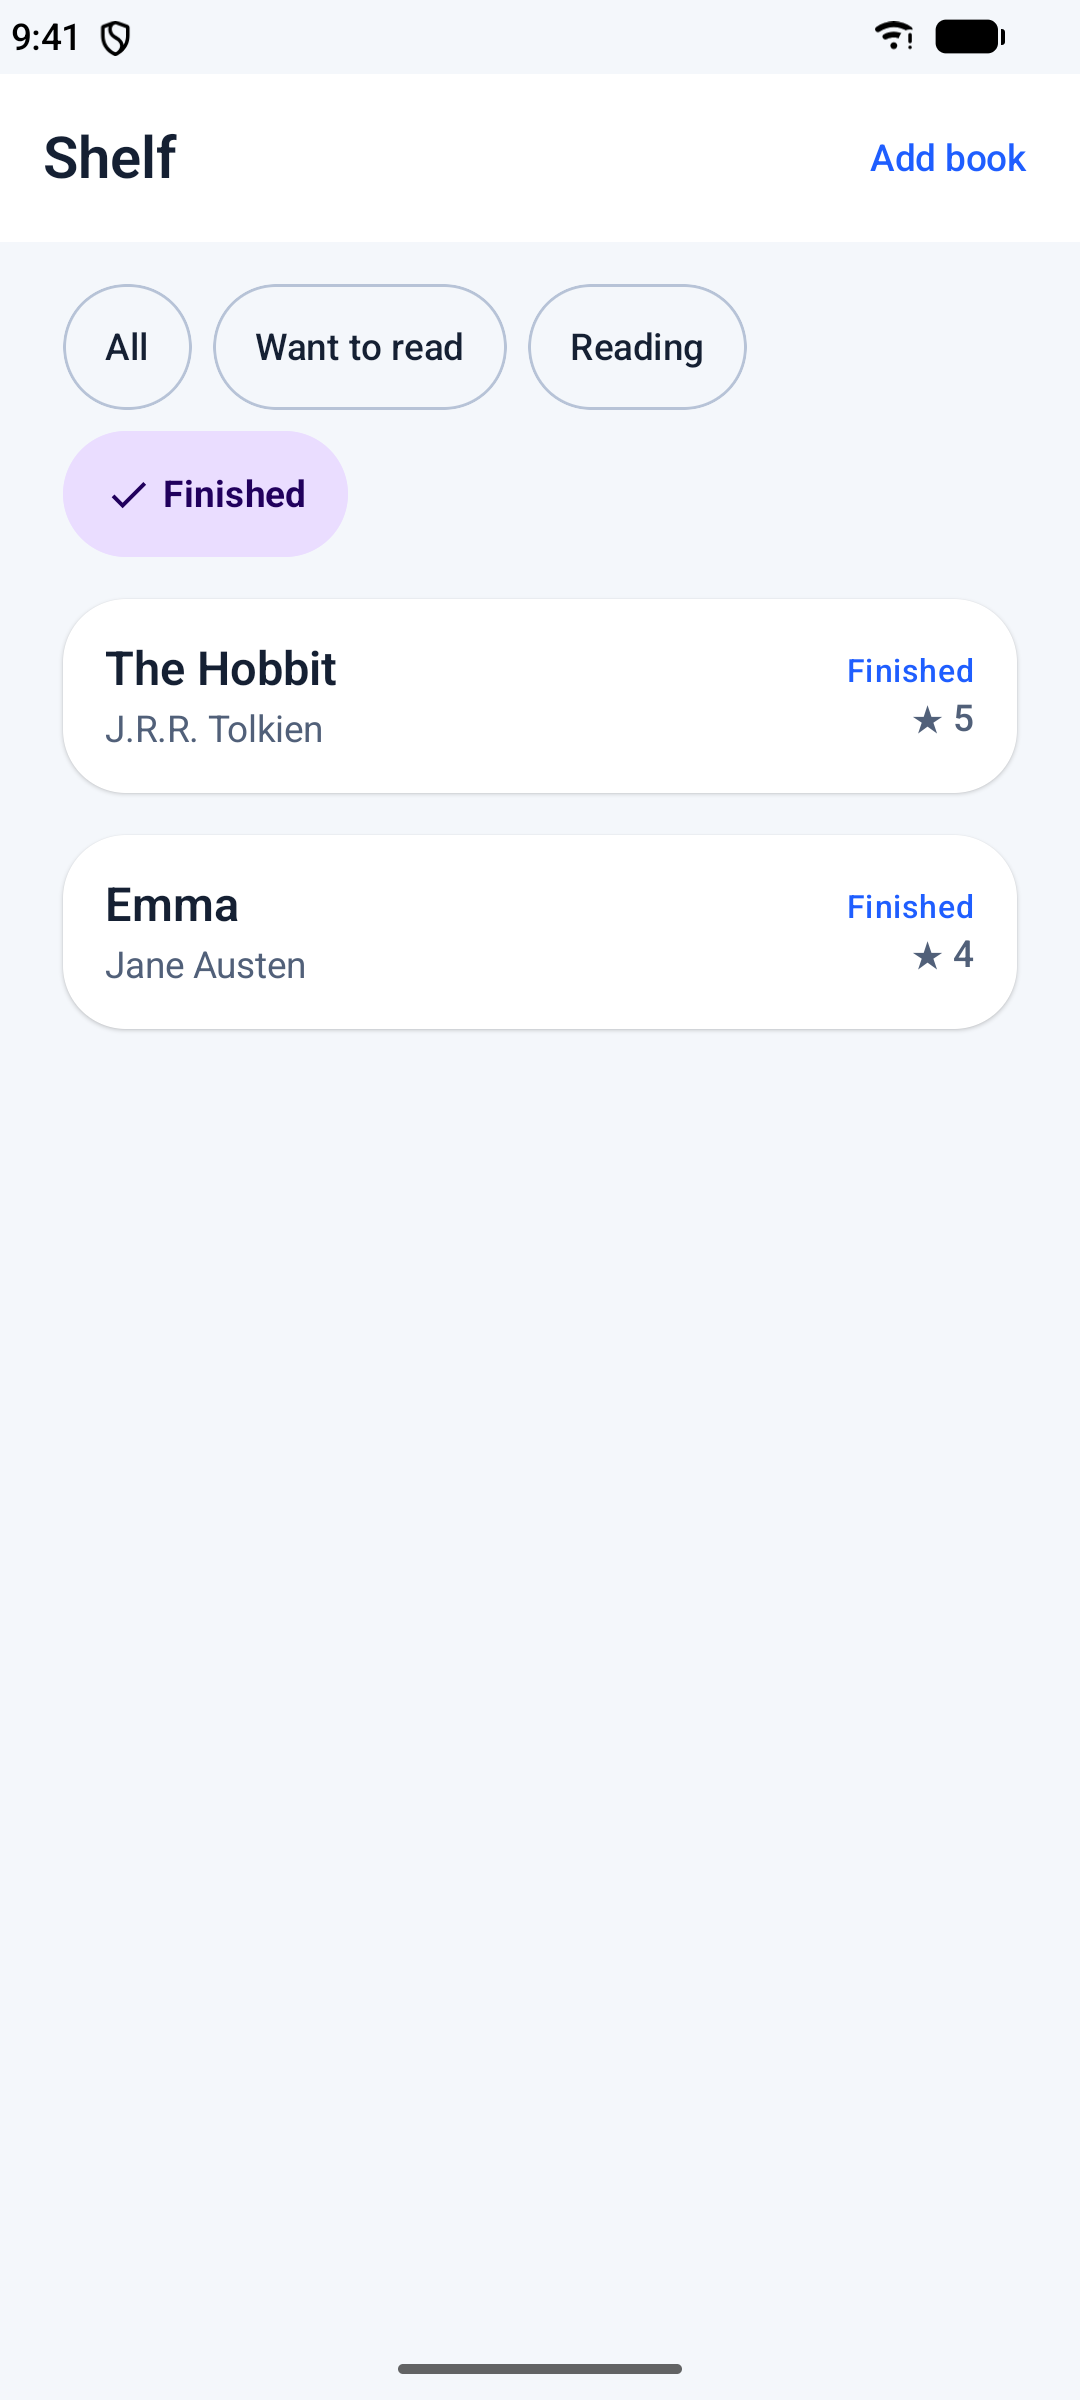 9:41
Shelf
Add book
All
Want to read
Reading
Finished
The Hobbit
Finished
J.R.R. Tolkien
★ 5
Emma
Finished
Jane Austen
★ 4